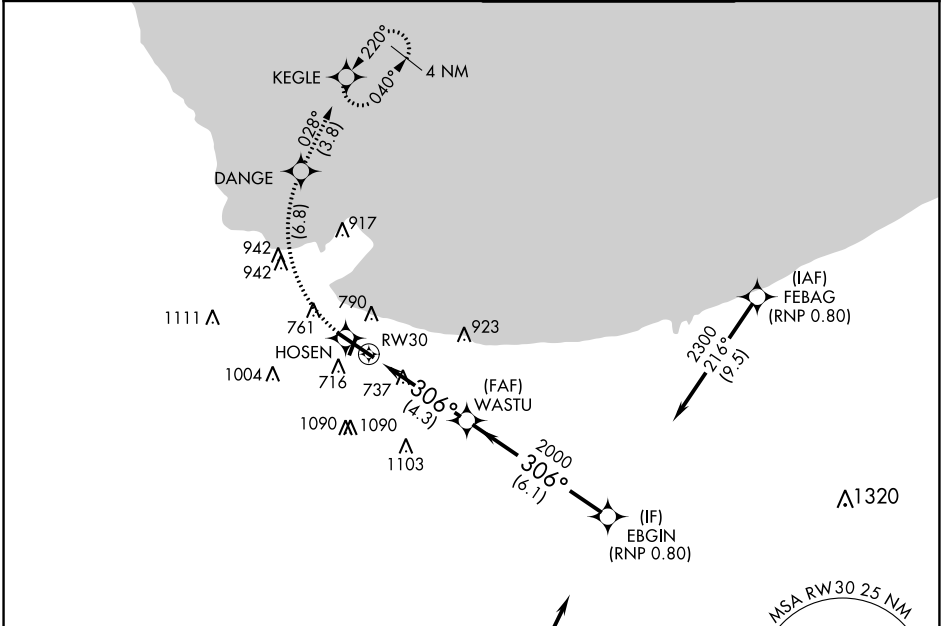 220°
KEGLE
040°
4 NM
028°
(3.8)
DANGE
(6.8)
917
942
942
(IAF)
FEBAG
(RNP 0.80)
1111
761
790
923
RW30
HOSEN
2300
216°
(9.5)
1004
716
737
306°
(4.3)
(FAF)
WASTU
1090
1090
1103
2000
306°
(6.1)
1320
(IF)
EBGIN
(RNP 0.80)
MSA RW30 25 NM